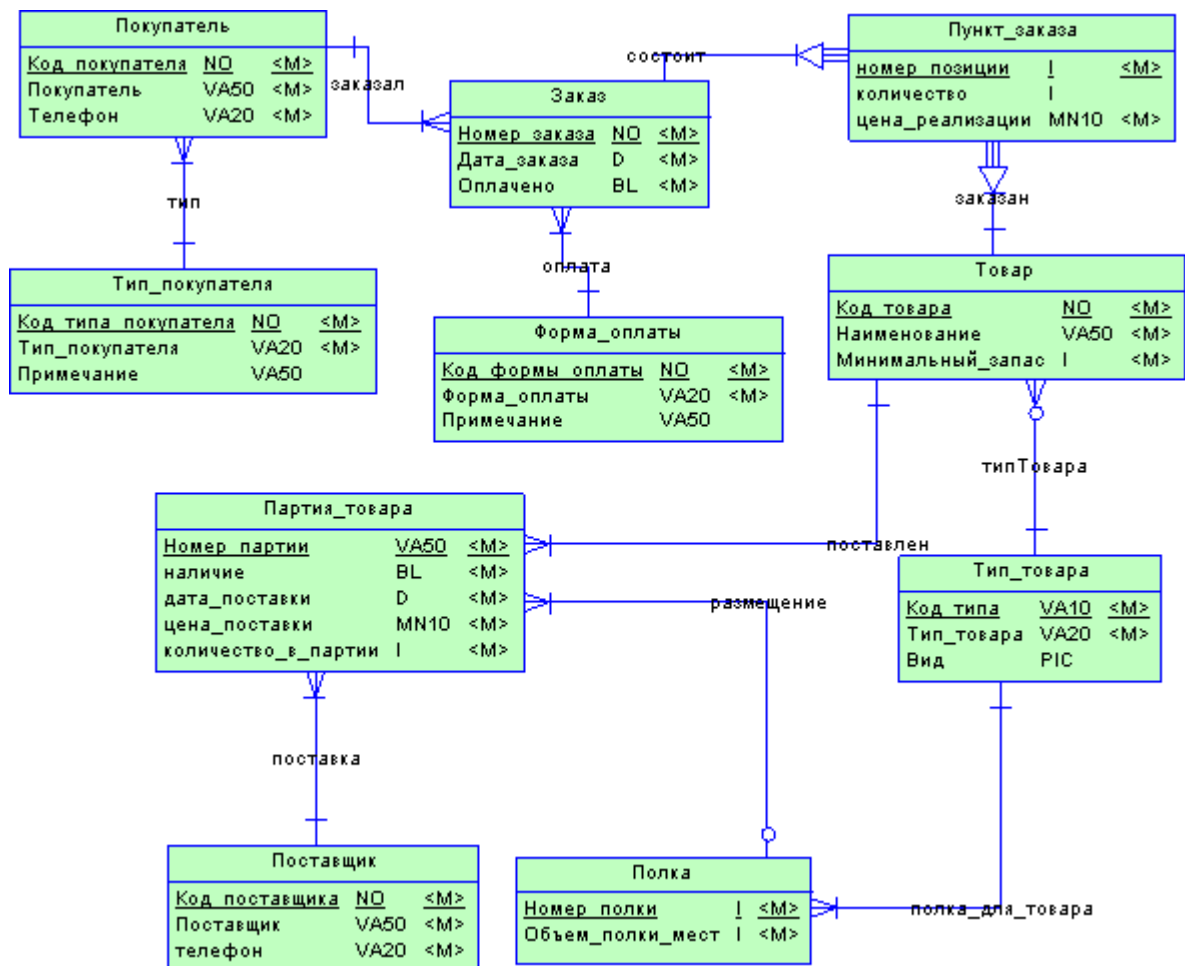 Покупатель
Код_покупателя NO <M>
Покупатель VA50 <M>
Телефон VA20 <M>
заказал
состоит
Пункт_заказа
номер_позиции I <M>
количество I
цена_реализации MN10 <M>
Заказ
Номер_заказа NO <M>
Дата_заказа D <M>
Оплачено BL <M>
тип
заказан
оплата
Тип_покупателя
Код_типа_покупателя NO <M>
Тип_покупателя VA20 <M>
Примечание VA50
Форма_оплаты
Код_формы_оплаты NO <M>
Форма_оплаты VA20 <M>
Примечание VA50
Товар
Код_товара NO <M>
Наименование VA50 <M>
Минимальный_запас I <M>
типТовара
Партия_товара
Номер_партии VA50 <M>
наличие BL <M>
дата_поставки D <M>
цена_поставки MN10 <M>
количество_в_партии I <M>
поставлен
размещение
Тип_товара
Код_типа VA10 <M>
Тип_товара VA20 <M>
Вид PIC
поставка
Поставщик
Код_поставщика NO <M>
Поставщик VA50 <M>
телефон VA20 <M>
Полка
Номер_полки I <M>
Объем_полки_мест I <M>
полка_для_товара